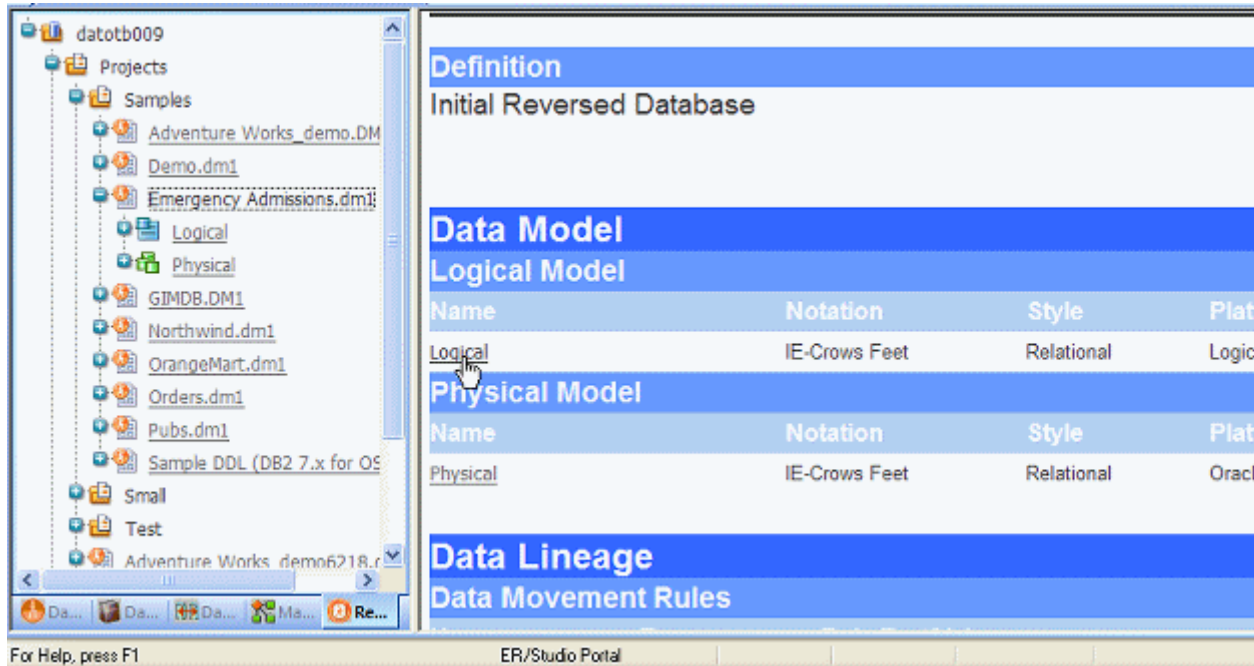 datotb009
Projects
Samples
Adventure Works_demo.DM
Demo.dm1
Emergency Admissions.dm1
Logical
Physical
GIMDB.DM1
Northwind.dm1
OrangeMart.dm1
Orders.dm1
Pubs.dm1
Sample DDL (DB2 7.x for OS
Small
Test
Adventure Works_demo6218.
Da... Da... Da... Ma... Re...
Definition
Initial Reversed Database
Data Model
Logical Model
Name Notation Style Plat
Logical IE-Crows Feet Relational Logic
Physical Model
Name Notation Style Plat
Physical IE-Crows Feet Relational Oracl
Data Lineage
Data Movement Rules
For Help, press F1 ER/Studio Portal